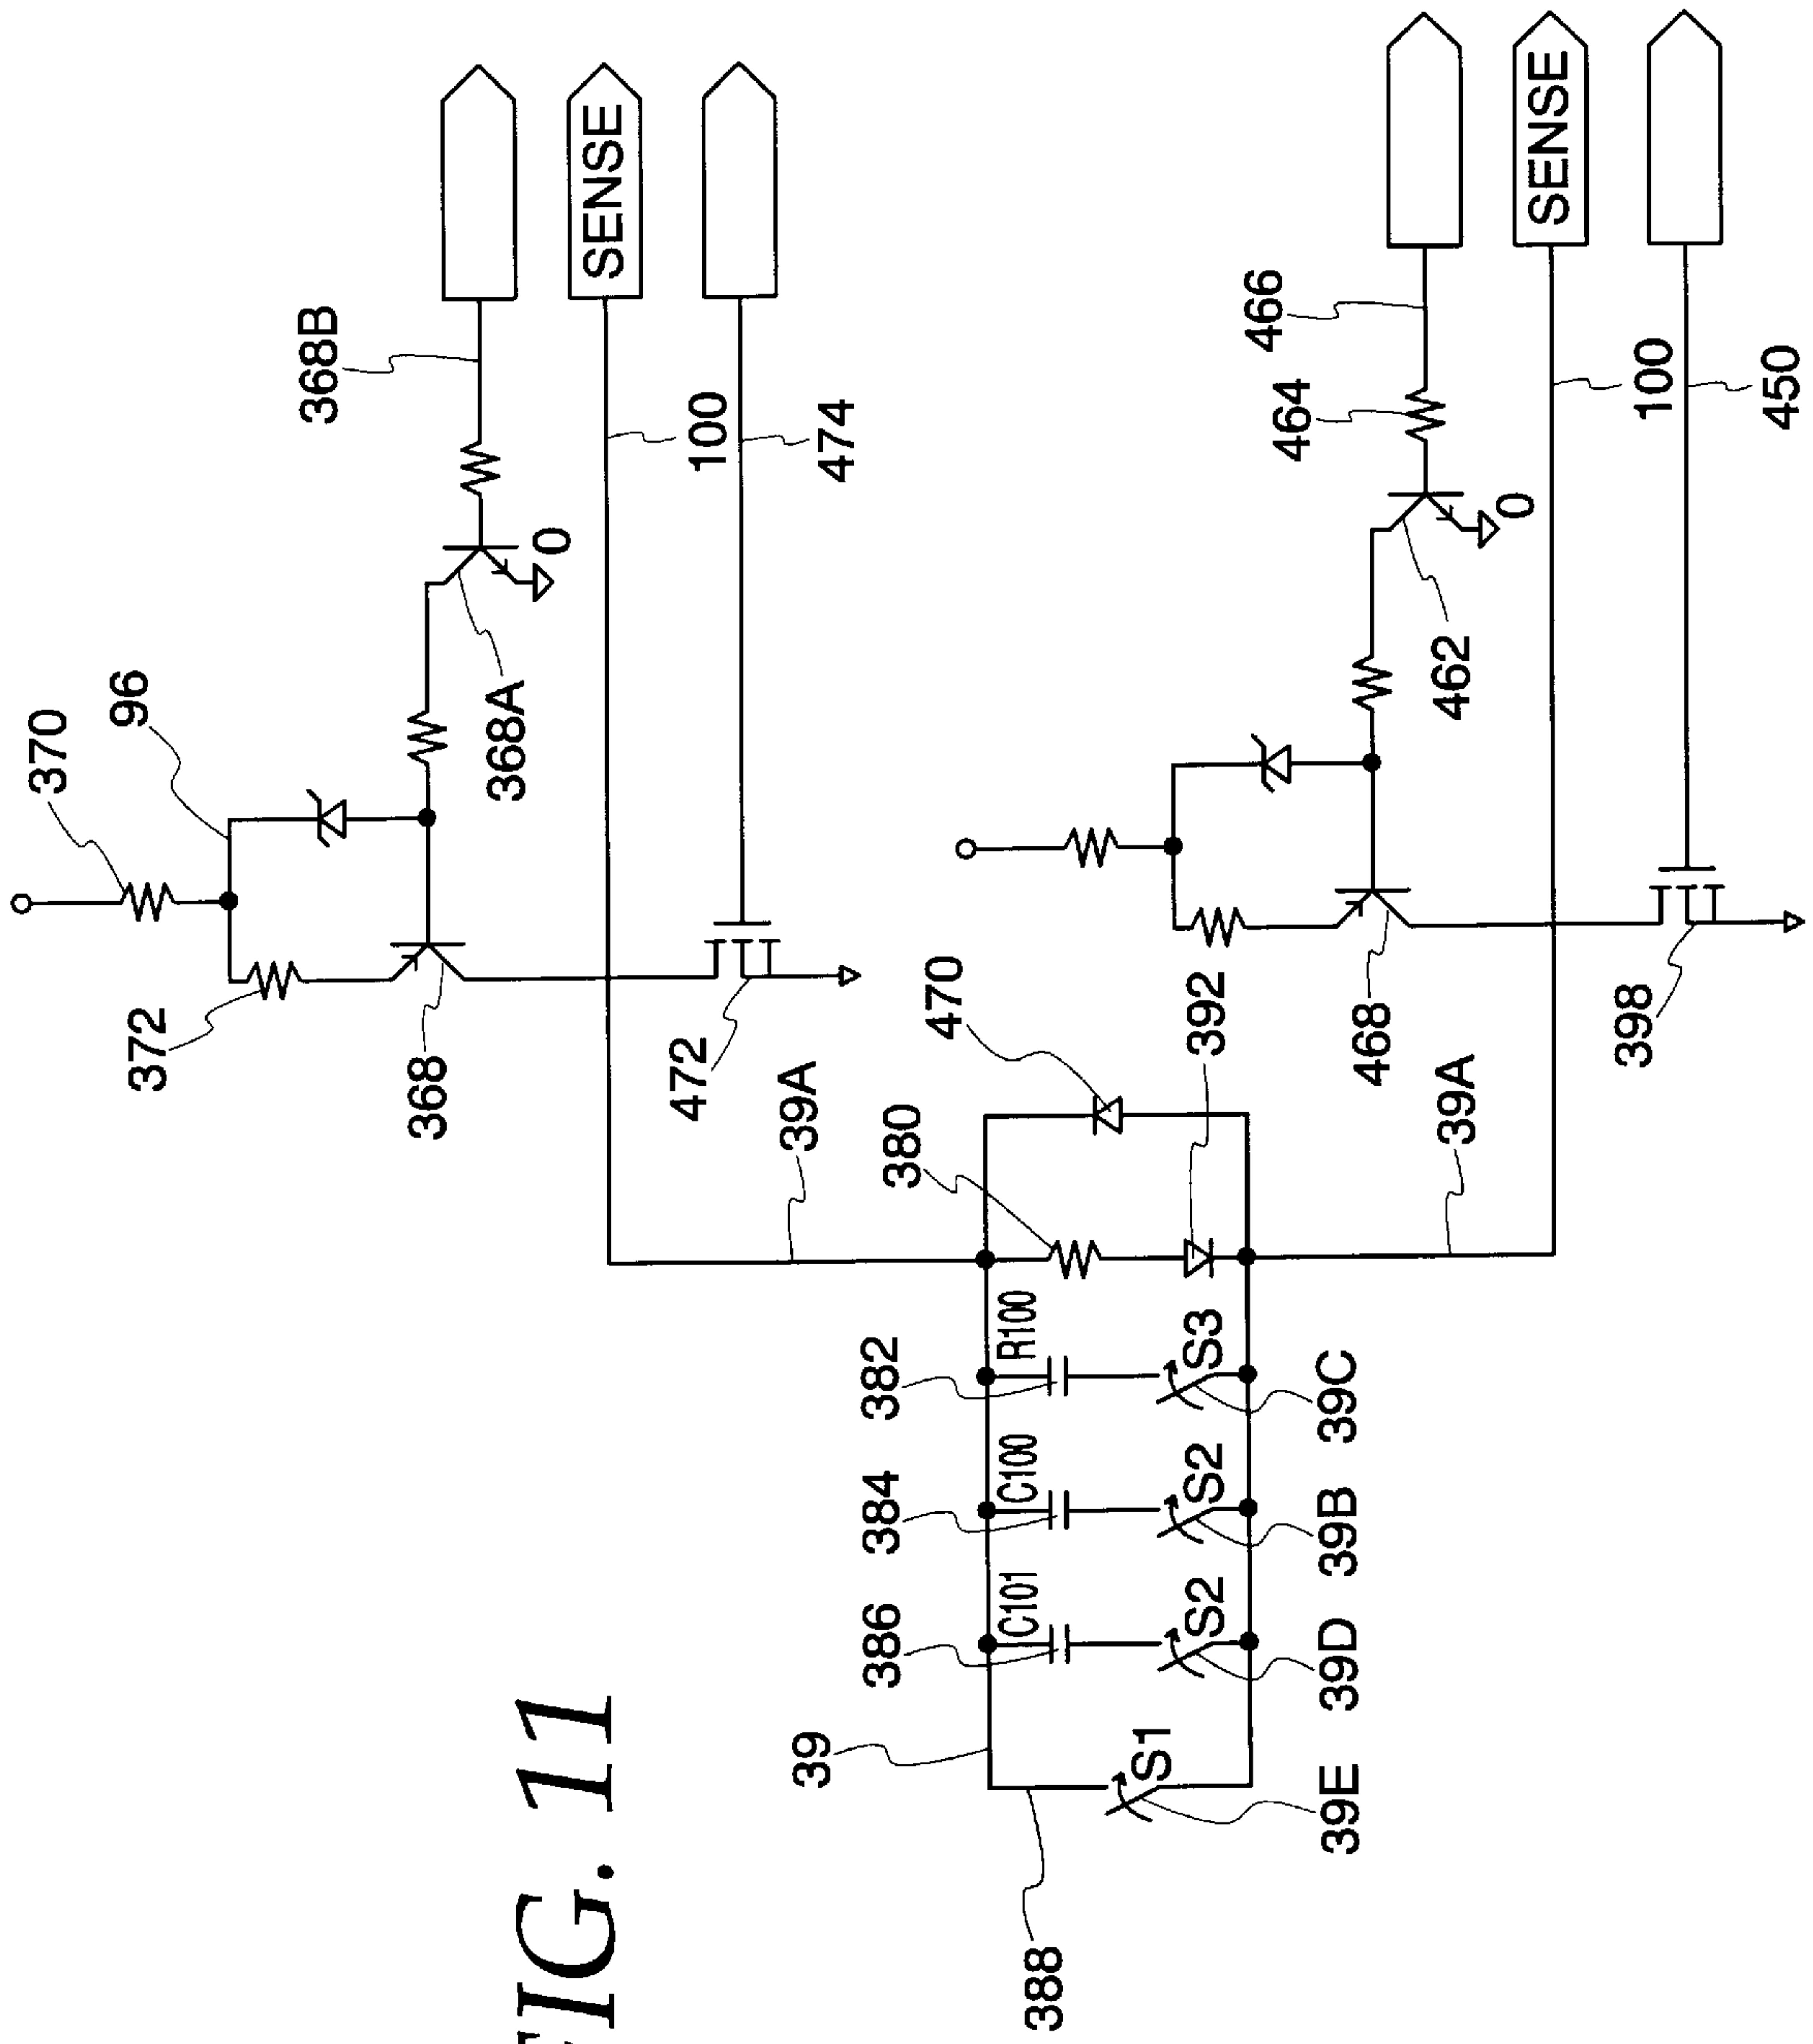 370
96
372
368
368A
368B
0
SENSE
100
474
472
39A
470
380
392
382
R100
S3
39C
384
C100
S2
39B
386
C101
S2
39D
39
388
S1
39E
39A
468
462
464
466
0
SENSE
100
450
398
FIG. 11